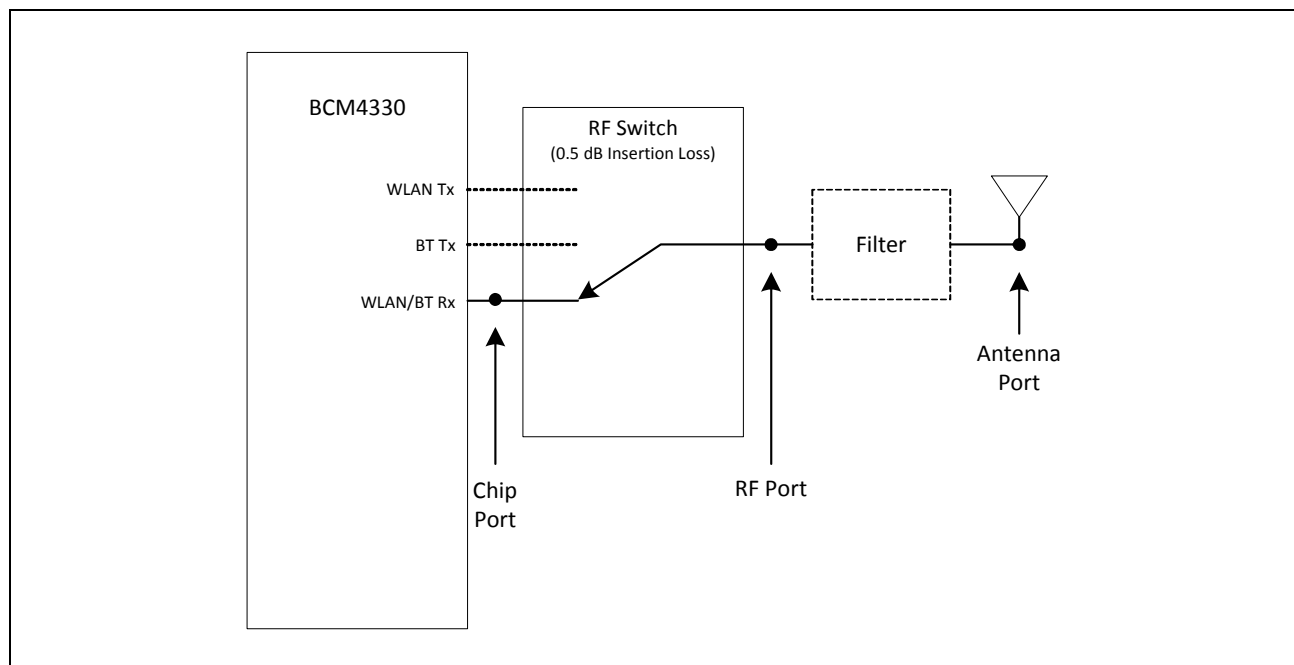 BCM4330
RF Switch
(0.5 dB Insertion Loss)
WLAN Tx
BT Tx
WLAN/BT Rx
Filter
Chip
Port
RF Port
Antenna
Port